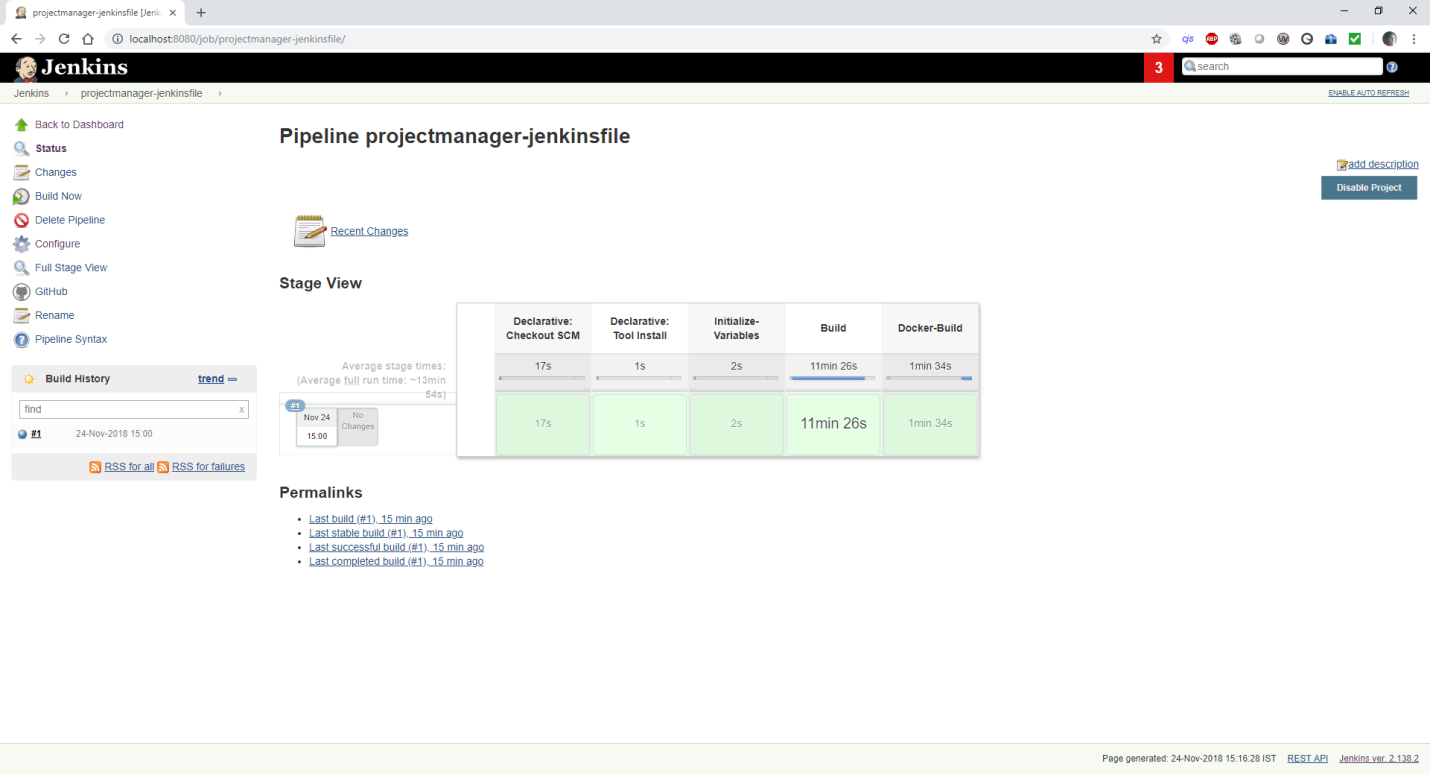 projectmanager-jenkinsfile [Jenk
localhost:8080/job/projectmanager-jenkinsfile/
cjs
ABP
Jenkins
3
search
Jenkins
projectmanager-jenkinsfile
ENABLE AUTO REFRESH
Back to Dashboard
Status
Changes
Build Now
Delete Pipeline
Configure
Full Stage View
GitHub
Rename
Pipeline Syntax
Build History
trend
find
x
#1
24-Nov-2018 15:00
RSS for all
RSS for failures
Pipeline projectmanager-jenkinsfile
add description
Disable Project
Recent Changes
Stage View
Declarative:
Checkout SCM
Declarative:
Tool Install
Initialize-
Variables
Build
Docker-Build
Average stage times:
(Average full run time: ~13min
54s)
17s
1s
2s
11min 26s
1min 34s
#1
Nov 24
15:00
No
Changes
17s
1s
2s
11min 26s
1min 34s
Permalinks
Last build (#1), 15 min ago
Last stable build (#1), 15 min ago
Last successful build (#1), 15 min ago
Last completed build (#1), 15 min ago
Page generated: 24-Nov-2018 15:16:28 IST
REST API
Jenkins ver. 2.138.2